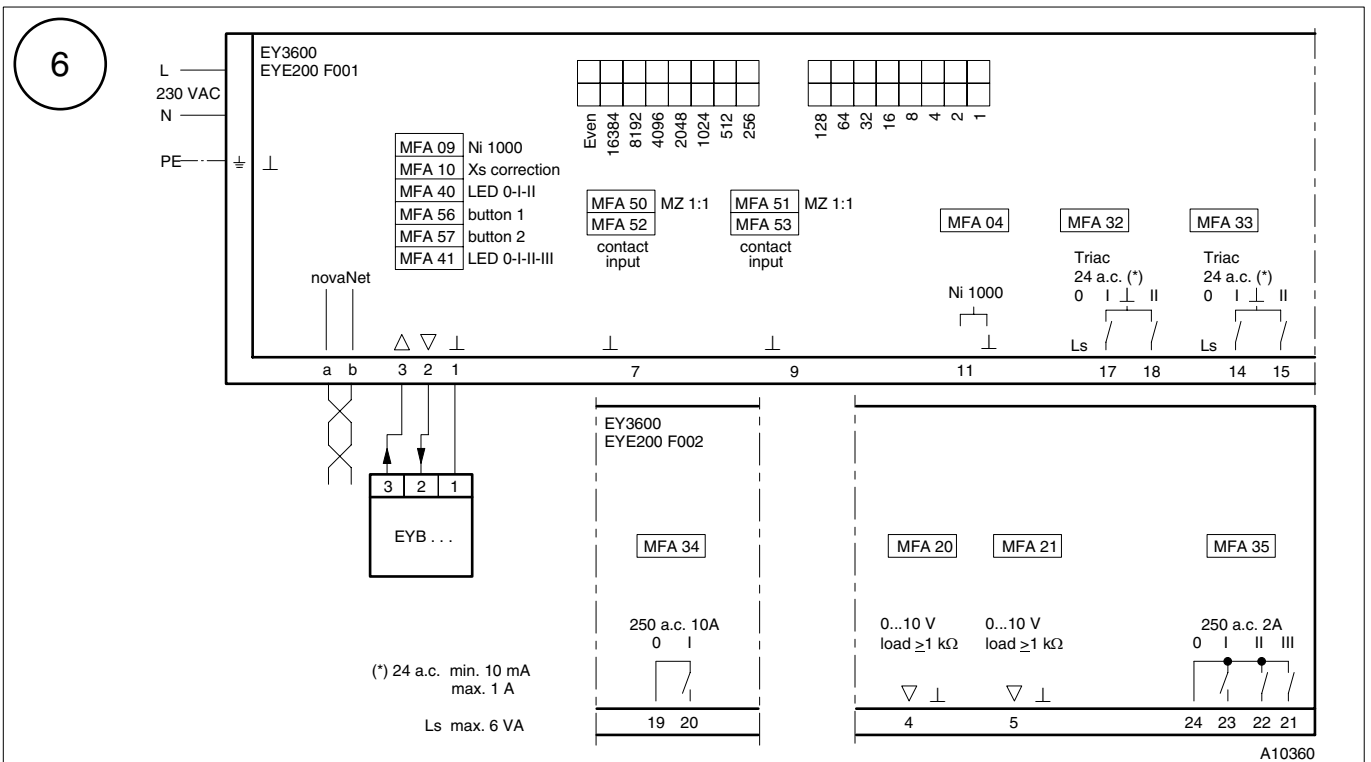 6
EY3600
EYE200 F001
L
230 VAC
N
PE
Even 16384 8192 4096 2048 1024 512 256
128 64 32 16 8 4 2 1
MFA 09 Ni 1000
MFA 10 Xs correction
MFA 40 LED 0-I-II
MFA 56 button 1
MFA 57 button 2
MFA 41 LED 0-I-II-III
MFA 50 MZ 1:1
MFA 52
contact
input
MFA 51 MZ 1:1
MFA 53
contact
input
MFA 04
Ni 1000
MFA 32
Triac
24 a.c. (*)
0 I ⊥ II
Ls
MFA 33
Triac
24 a.c. (*)
0 I ⊥ II
Ls
novaNet
a b 3 2 1 7 9 11 17 18 14 15
3 2 1
EYB . . .
EY3600
EYE200 F002
MFA 34
250 a.c. 10A
0 I
19 20
MFA 20
0...10 V
load ≥1 kΩ
4
MFA 21
0...10 V
load ≥1 kΩ
5
MFA 35
250 a.c. 2A
0 I II III
24 23 22 21
(*) 24 a.c. min. 10 mA
max. 1 A
Ls max. 6 VA
A10360